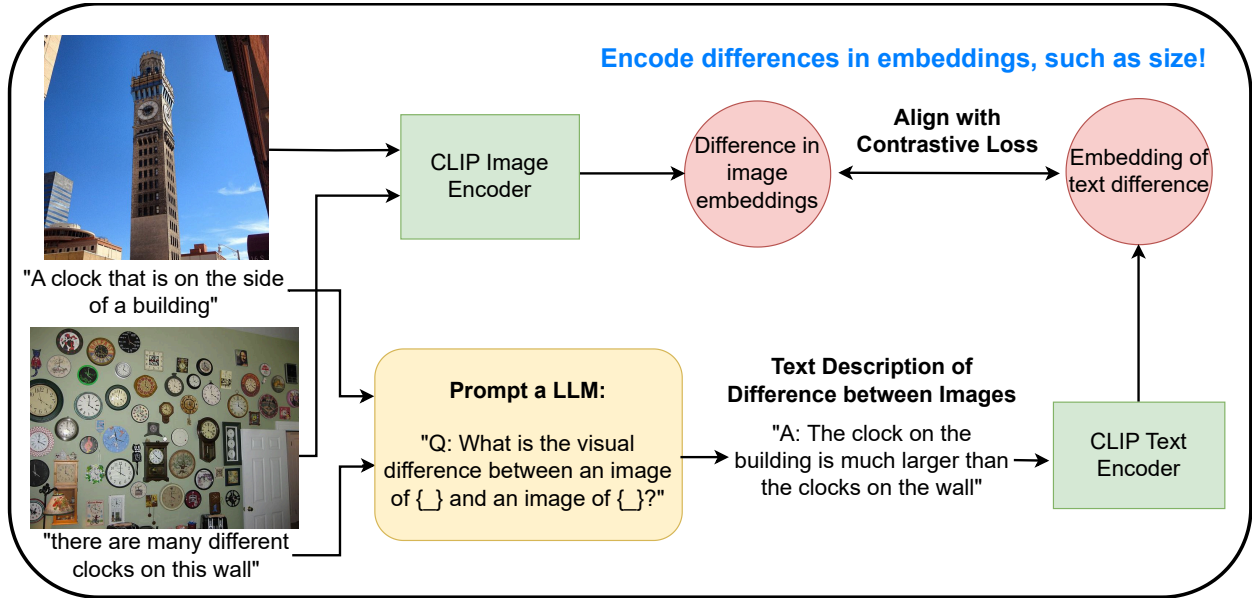 Encode differences in embeddings, such as size!
CLIP Image
Encoder
Difference in
image
embeddings
Align with
Contrastive Loss
Embedding of
text difference
"A clock that is on the side
of a building"
Prompt a LLM:
"Q: What is the visual
difference between an image
of {_} and an image of {_}?"
Text Description of
Difference between Images
"A: The clock on the
building is much larger than
the clocks on the wall"
CLIP Text
Encoder
"there are many different
clocks on this wall"